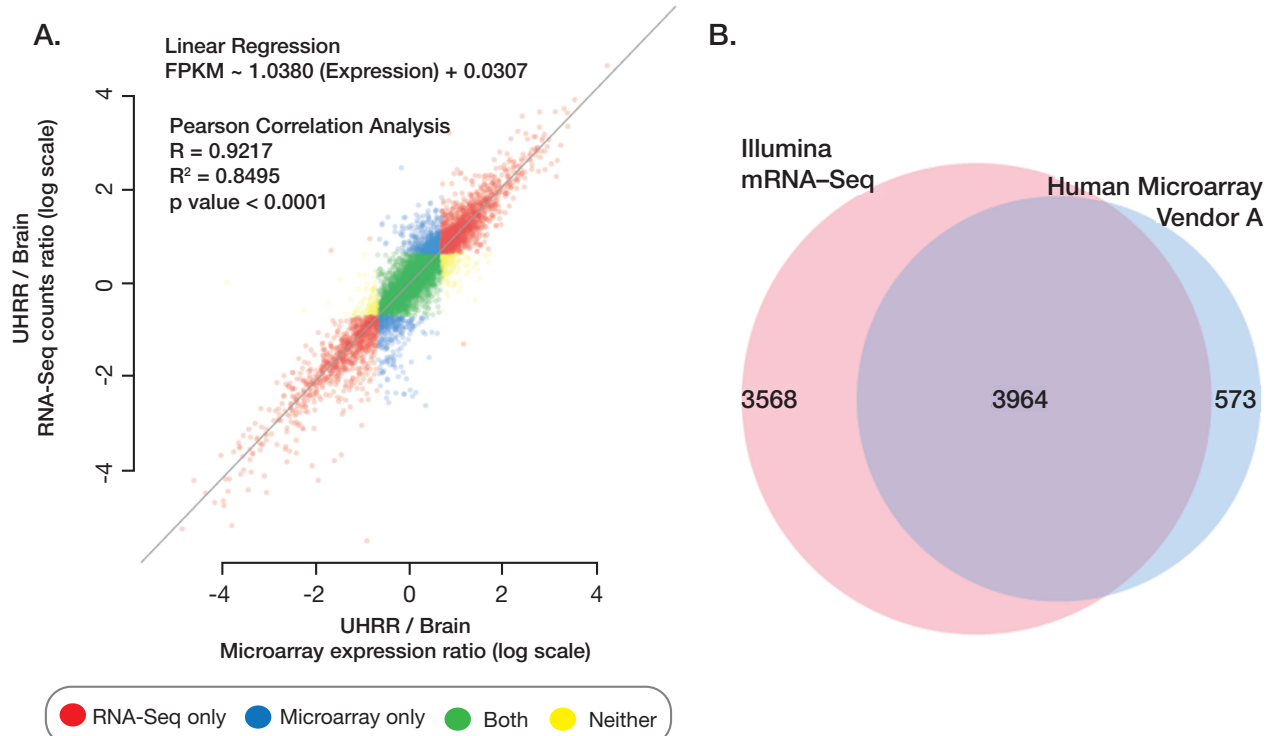 A.
Linear Regression
FPKM ~ 1.0380 (Expression) + 0.0307
Pearson Correlation Analysis
R = 0.9217
R² = 0.8495
p value < 0.0001
UHRR / Brain
RNA-Seq counts ratio (log scale)
4
2
0
-2
-4
-4
-2
0
2
4
UHRR / Brain
Microarray expression ratio (log scale)
RNA-Seq only
Microarray only
Both
Neither
B.
Illumina
mRNA–Seq
Human Microarray
Vendor A
3568
3964
573